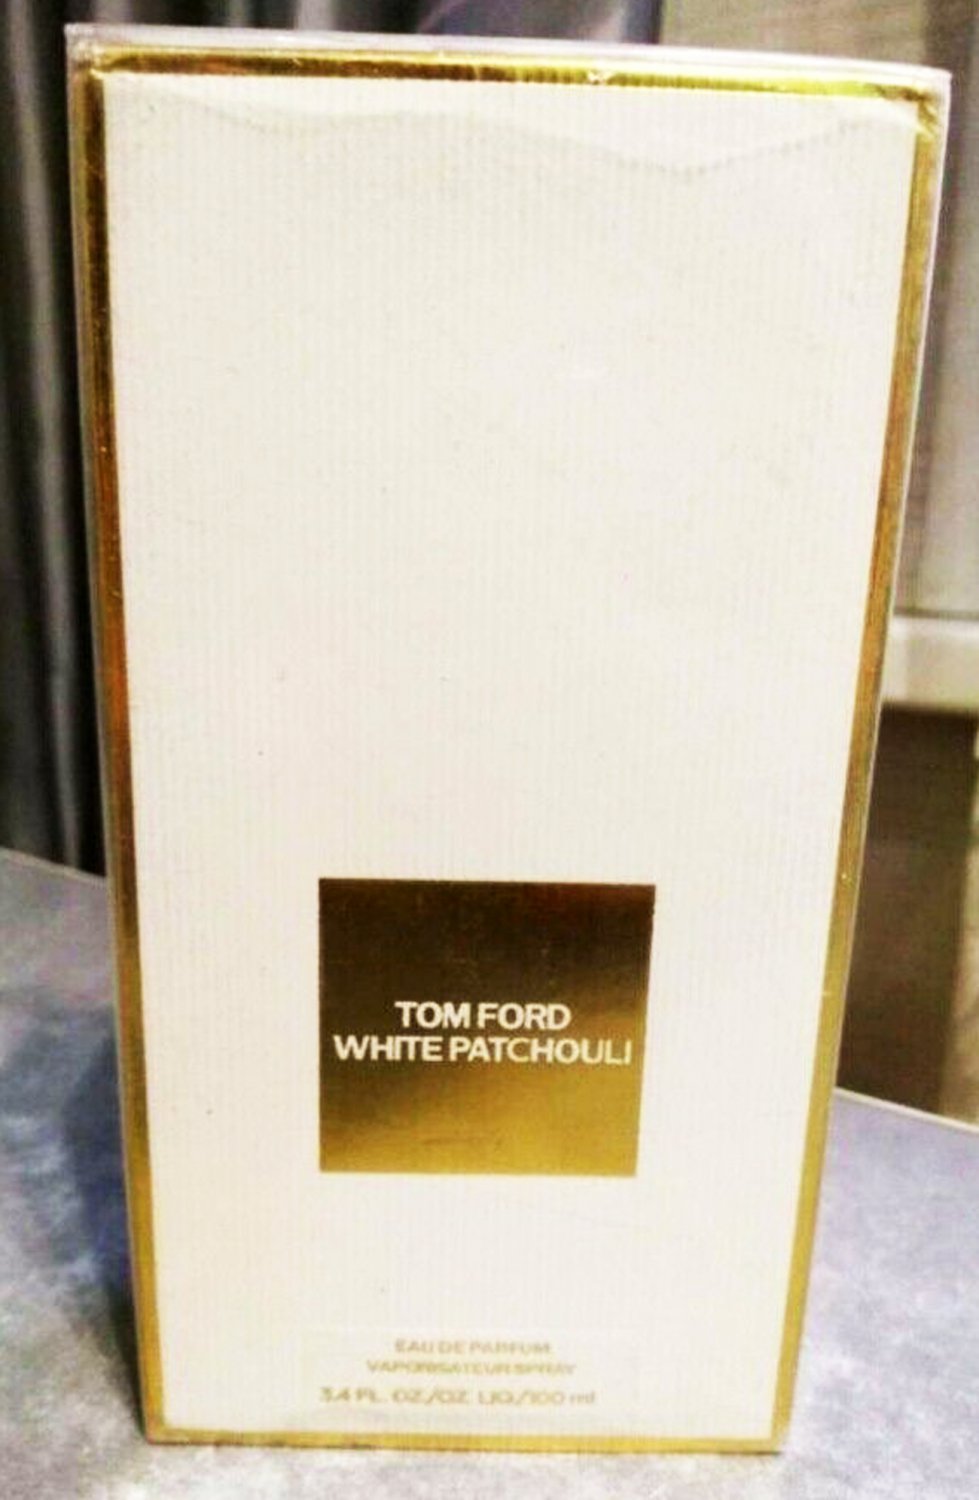 TOM FORD
WHITE PATCHOULI
EAU DE PARFUM
VAPORISATEUR SPRAY
3.4 FL. OZ./OZ. LIQ./100 ml